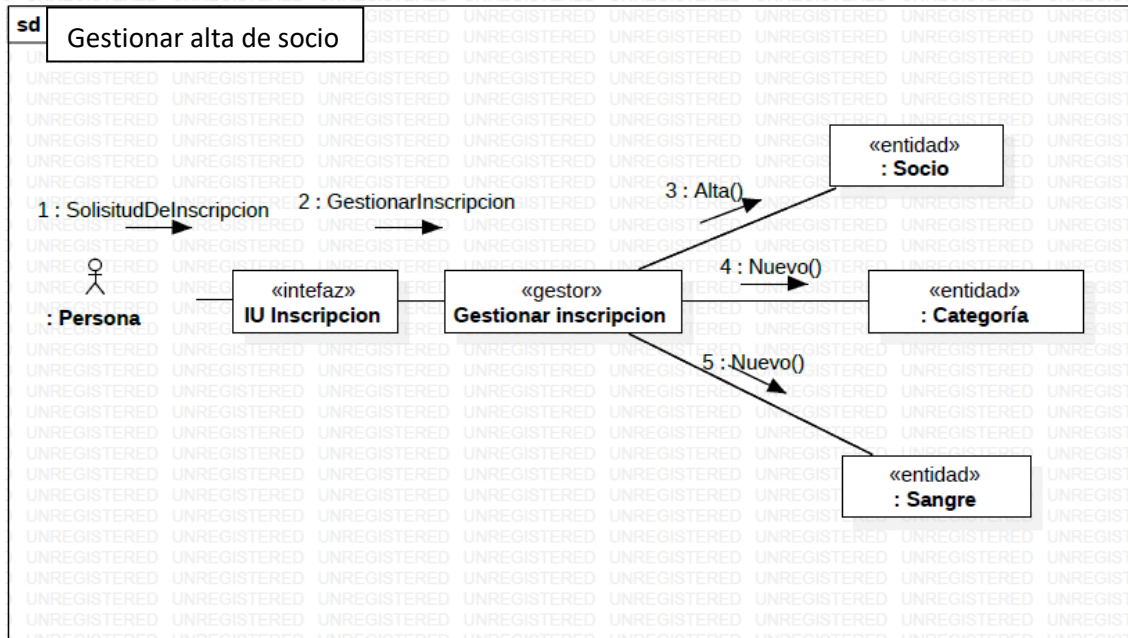 sd
Gestionar alta de socio
«entidad»
: Socio
3 : Alta()
1 : SolisitudDeInscripcion
2 : GestionarInscripcion
4 : Nuevo()
: Persona
«intefaz»
IU Inscripcion
«gestor»
Gestionar inscripcion
«entidad»
: Categoría
5 : Nuevo()
«entidad»
: Sangre
UNREGISTERED